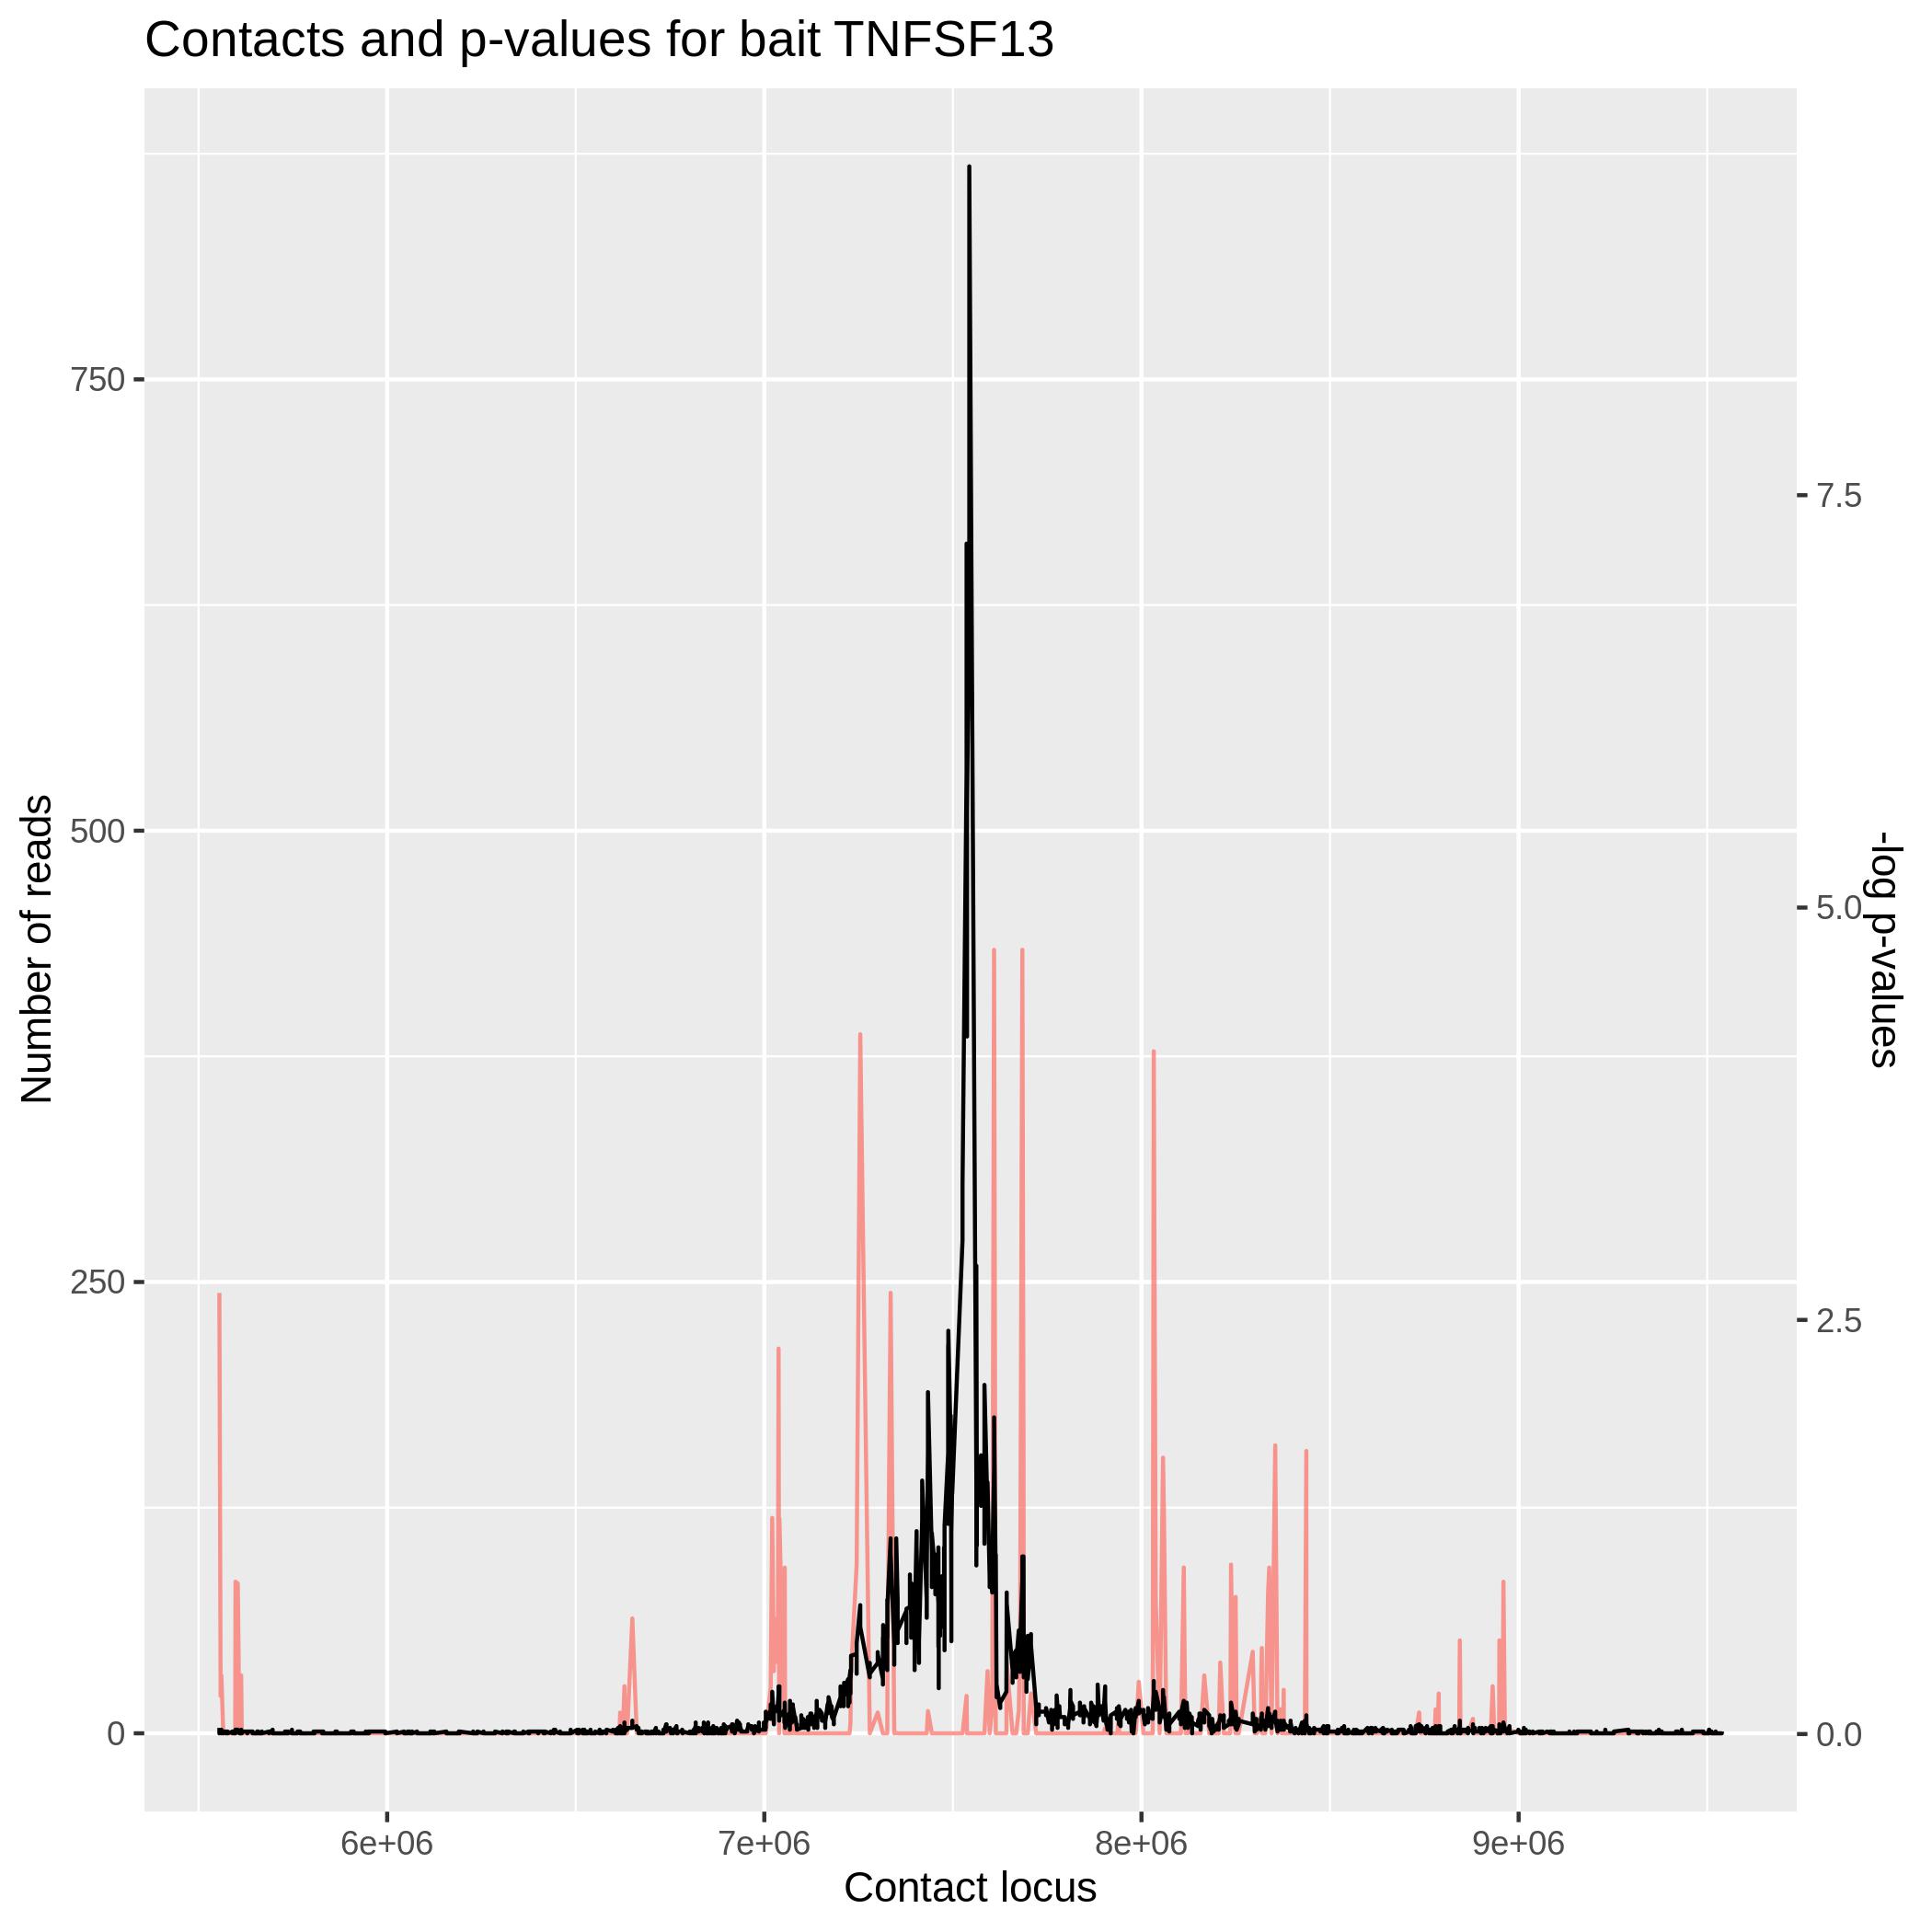 Contacts and p-values for bait TNFSF13
750
500
250
0
Number of reads
7.5
5.0
2.5
0.0
-log p-values
6e+06
7e+06
8e+06
9e+06
Contact locus